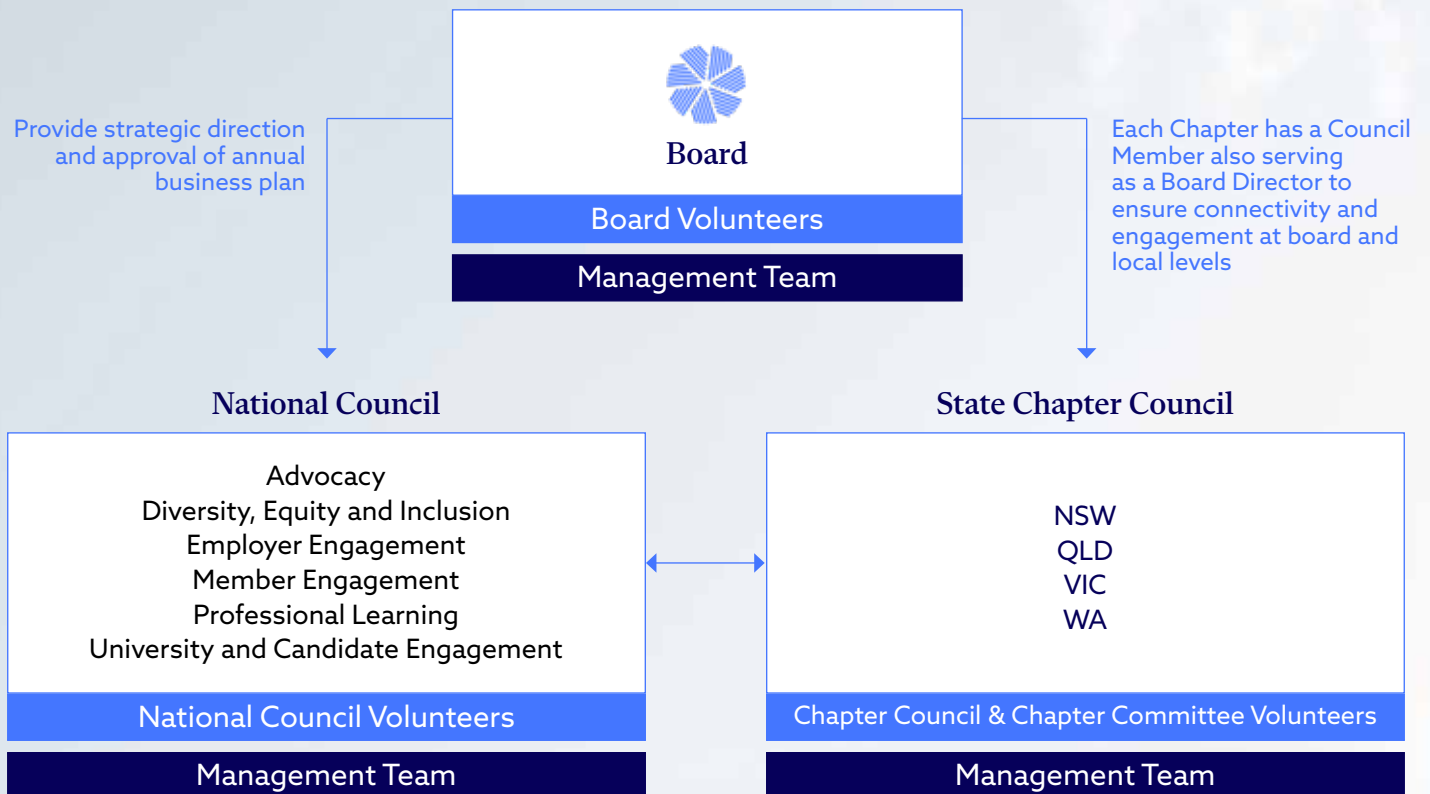 Board
Board Volunteers
Management Team
Provide strategic direction
and approval of annual
business plan
Each Chapter has a Council
Member also serving
as a Board Director to
ensure connectivity and
engagement at board and
local levels
National Council
Advocacy
Diversity, Equity and Inclusion
Employer Engagement
Member Engagement
Professional Learning
University and Candidate Engagement
National Council Volunteers
Management Team
State Chapter Council
NSW
QLD
VIC
WA
Chapter Council & Chapter Committee Volunteers
Management Team